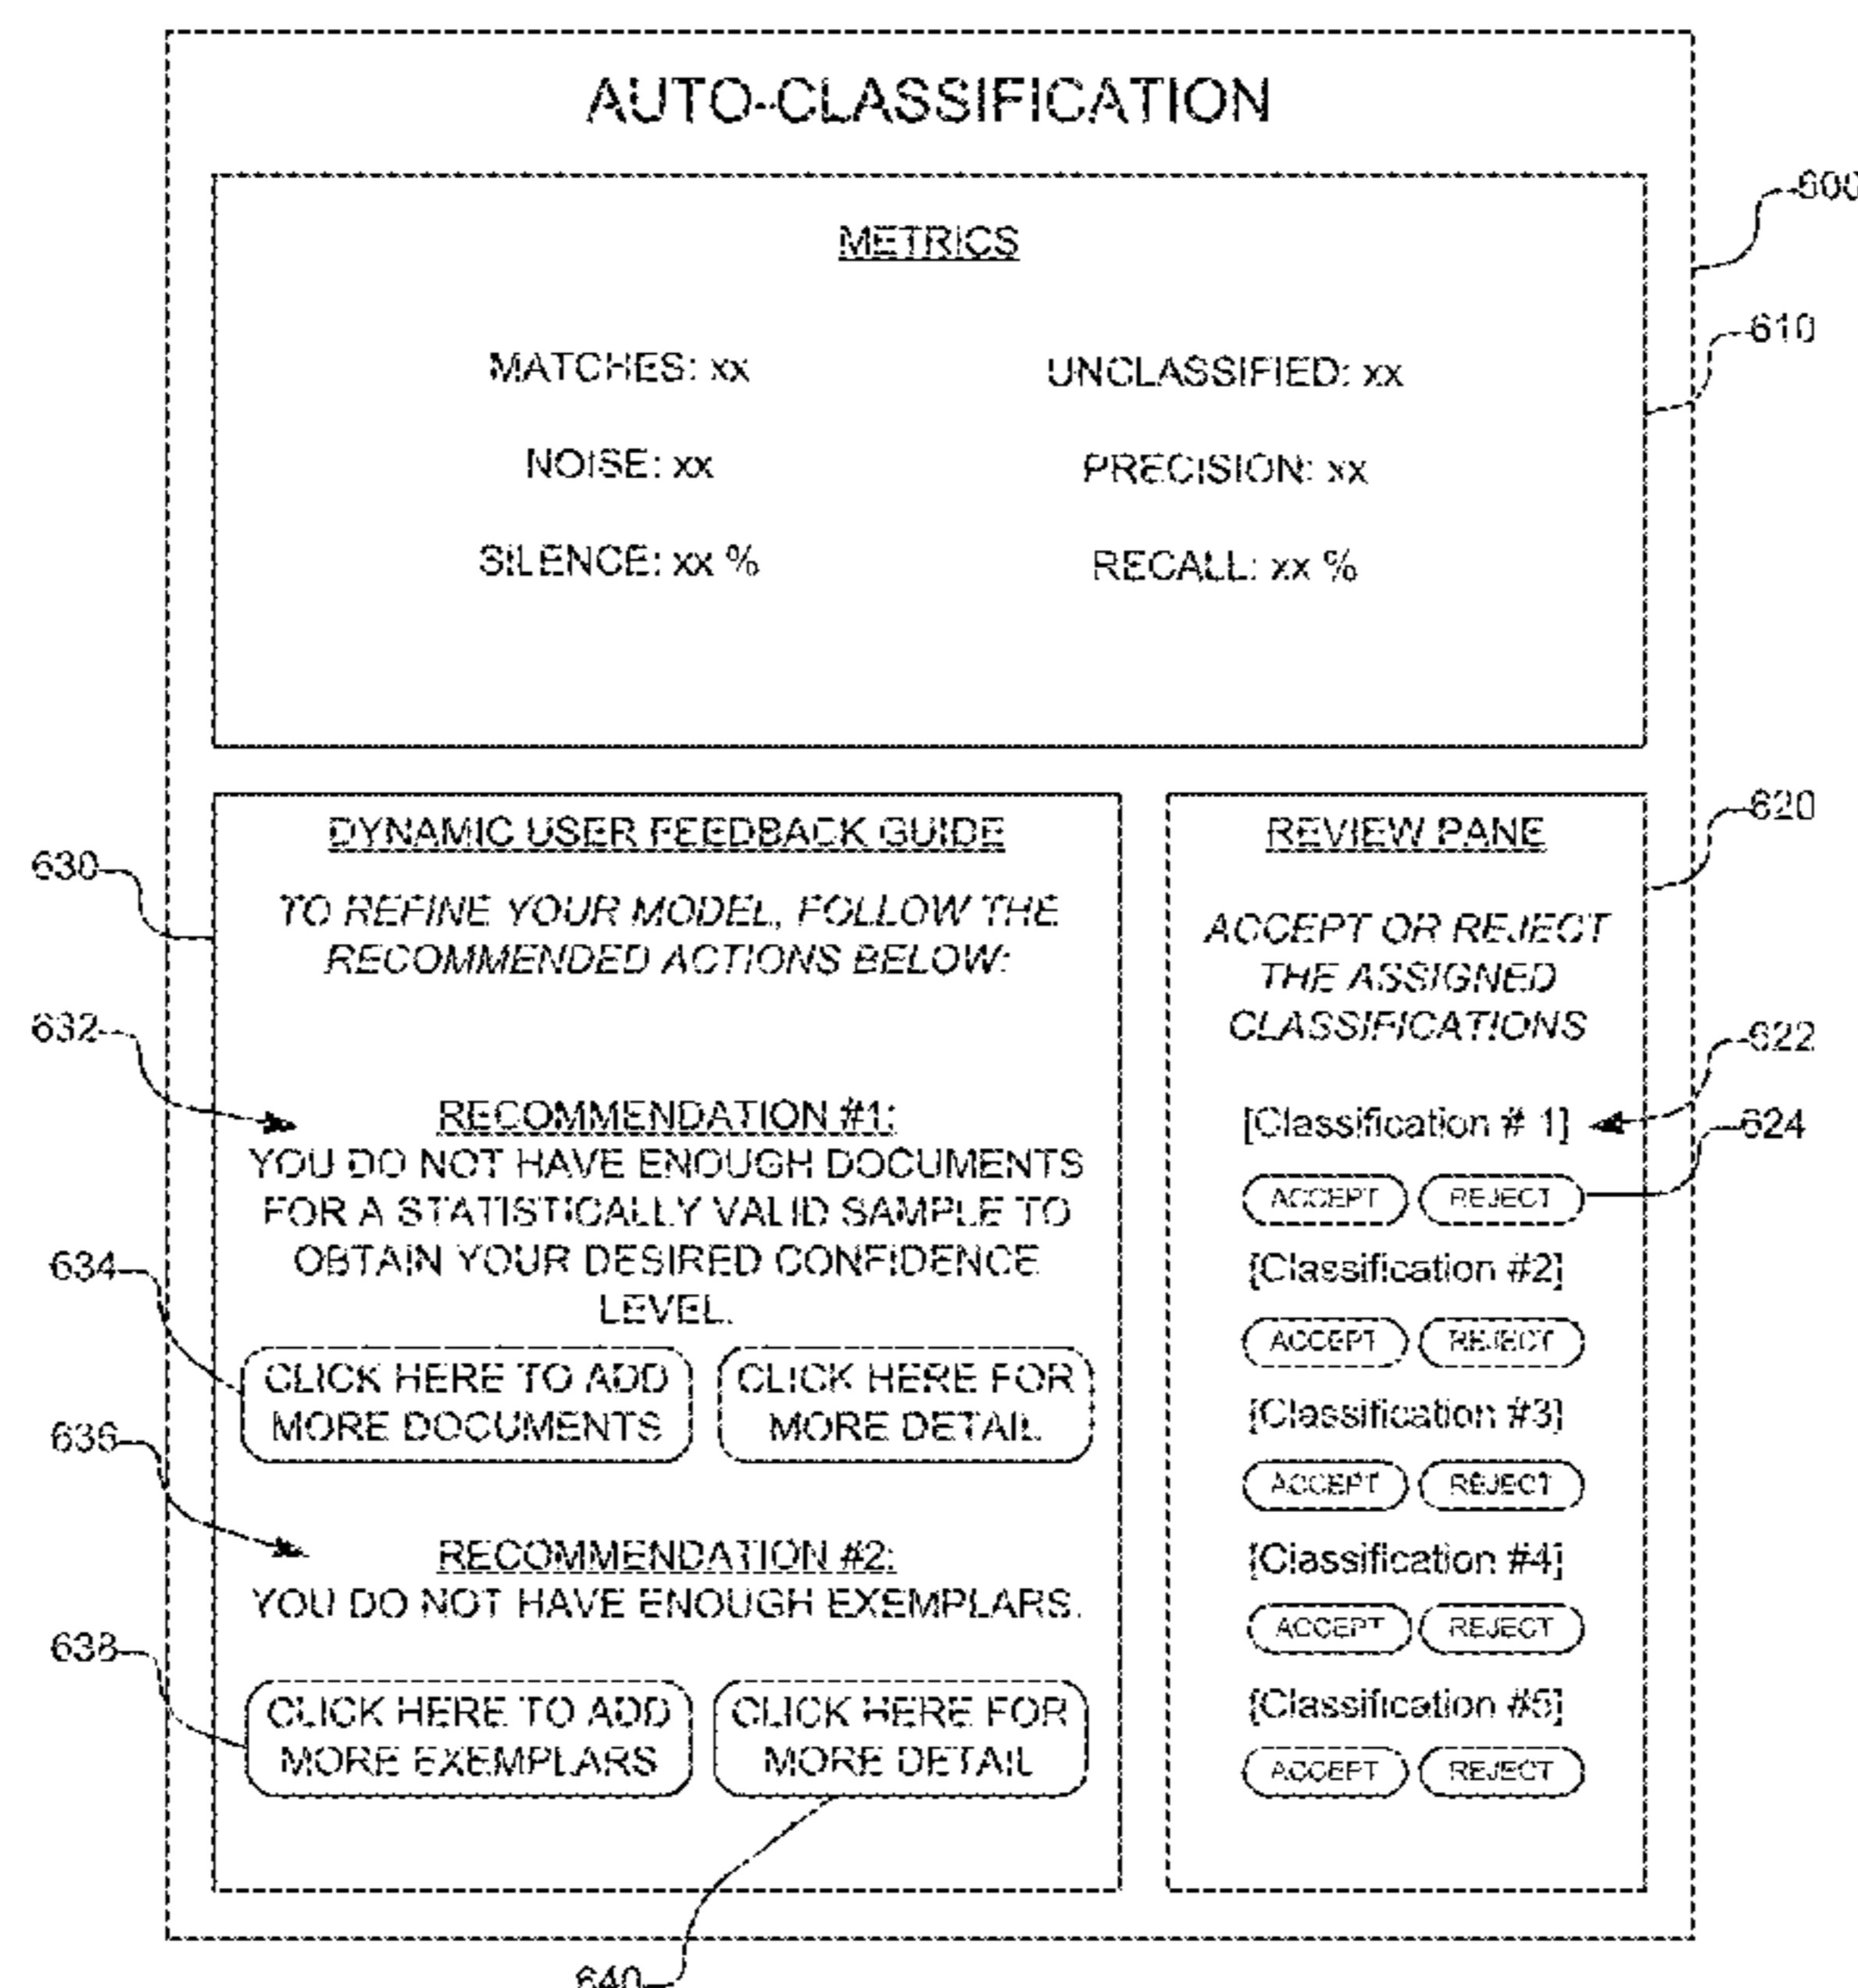 AUTO-CLASSIFICATION
600
METRICS
610
MATCHES: xx
UNCLASSIFIED: xx
NOISE: xx
PRECISION: xx
SILENCE: xx %
RECALL: xx %
630
DYNAMIC USER FEEDBACK GUIDE
TO REFINE YOUR MODEL, FOLLOW THE
RECOMMENDED ACTIONS BELOW:
632
RECOMMENDATION #1:
YOU DO NOT HAVE ENOUGH DOCUMENTS
FOR A STATISTICALLY VALID SAMPLE TO
OBTAIN YOUR DESIRED CONFIDENCE
LEVEL.
634
CLICK HERE TO ADD
MORE DOCUMENTS
CLICK HERE FOR
MORE DETAIL
636
RECOMMENDATION #2:
YOU DO NOT HAVE ENOUGH EXEMPLARS.
638
CLICK HERE TO ADD
MORE EXEMPLARS
CLICK HERE FOR
MORE DETAIL
640
620
REVIEW PANE
ACCEPT OR REJECT
THE ASSIGNED
CLASSIFICATIONS
622
[Classification # 1]
624
ACCEPT REJECT
[Classification #2]
ACCEPT REJECT
[Classification #3]
ACCEPT REJECT
[Classification #4]
ACCEPT REJECT
[Classification #5]
ACCEPT REJECT